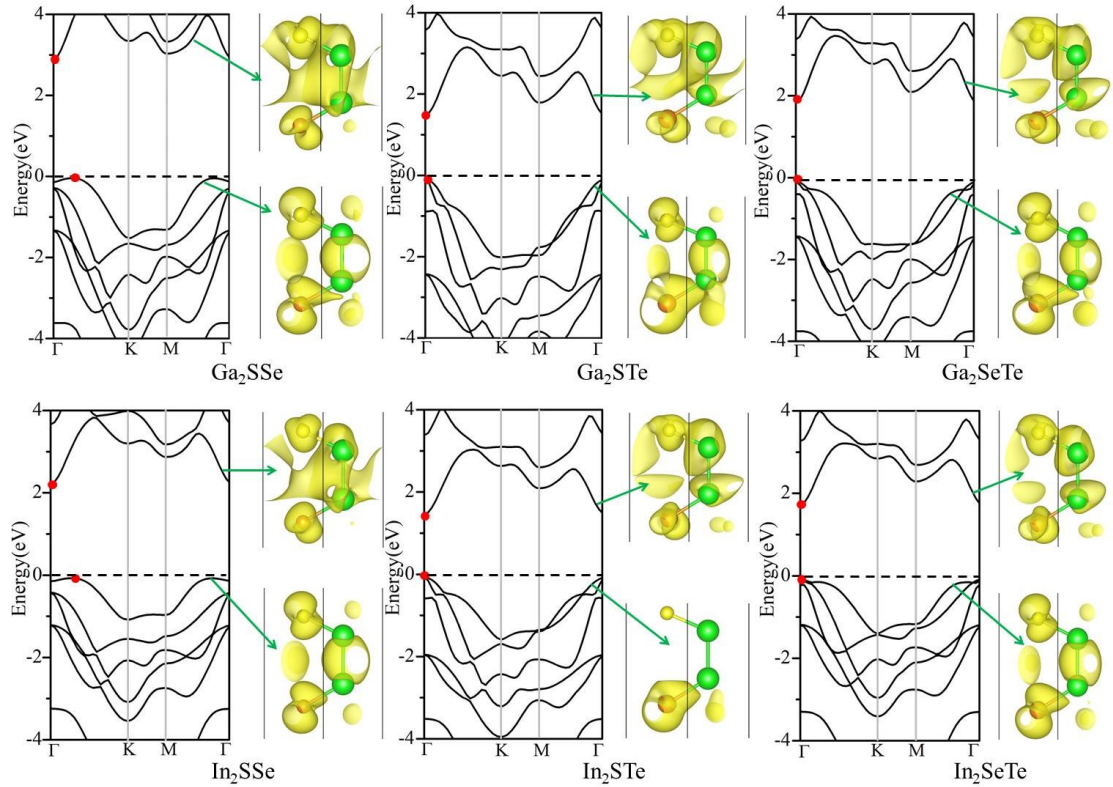 4
2
0
-2
-4
Energy(eV)
Γ K M Γ
Ga₂SSe
4
2
0
-2
-4
Energy(eV)
Γ K M Γ
Ga₂STe
4
2
0
-2
-4
Energy(eV)
Γ K M Γ
Ga₂SeTe
4
2
0
-2
-4
Energy(eV)
Γ K M Γ
In₂SSe
4
2
0
-2
-4
Energy(eV)
Γ K M Γ
In₂STe
4
2
0
-2
-4
Energy(eV)
Γ K M Γ
In₂SeTe